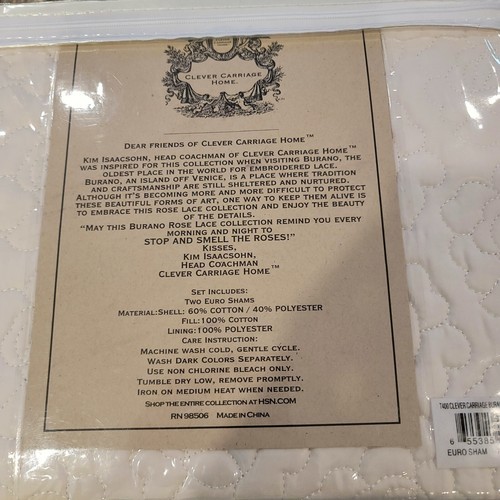 CLEVER CARRIAGE
HOME.
DEAR FRIENDS OF CLEVER CARRIAGE HOME™
KIM ISAACSOHN, HEAD COACHMAN OF CLEVER CARRIAGE HOME™
WAS INSPIRED FOR THIS COLLECTION WHEN VISITING BURANO, THE
OLDEST PLACE IN THE WORLD FOR EMBROIDERED LACE.
BURANO, AN ISLAND OFF VENICE, IS A PLACE WHERE TRADITION
AND CRAFTSMANSHIP ARE STILL SHELTERED AND NURTURED.
ALTHOUGH IT'S BECOMING MORE AND MORE DIFFICULT TO PROTECT
THESE BEAUTIFUL FORMS OF ART, ONE WAY TO KEEP THEM ALIVE IS
TO EMBRACE THIS ROSE LACE COLLECTION AND ENJOY THE BEAUTY
OF THE DETAILS.
"MAY THIS BURANO ROSE LACE COLLECTION REMIND YOU EVERY
MORNING AND NIGHT TO
STOP AND SMELL THE ROSES!"
KISSES,
KIM ISAACSOHN,
HEAD COACHMAN
CLEVER CARRIAGE HOME™
SET INCLUDES:
TWO EURO SHAMS
MATERIAL:SHELL: 60% COTTON / 40% POLYESTER
FILL:100% COTTON
LINING:100% POLYESTER
CARE INSTRUCTION:
MACHINE WASH COLD, GENTLE CYCLE.
WASH DARK COLORS SEPARATELY.
USE NON CHLORINE BLEACH ONLY.
TUMBLE DRY LOW, REMOVE PROMPTLY.
IRON ON MEDIUM HEAT WHEN NEEDED.
SHOP THE ENTIRE COLLECTION AT HSN.COM
RN 98506 MADE IN CHINA
CLEVER CARRIAGE
6 55385
EURO SHAM